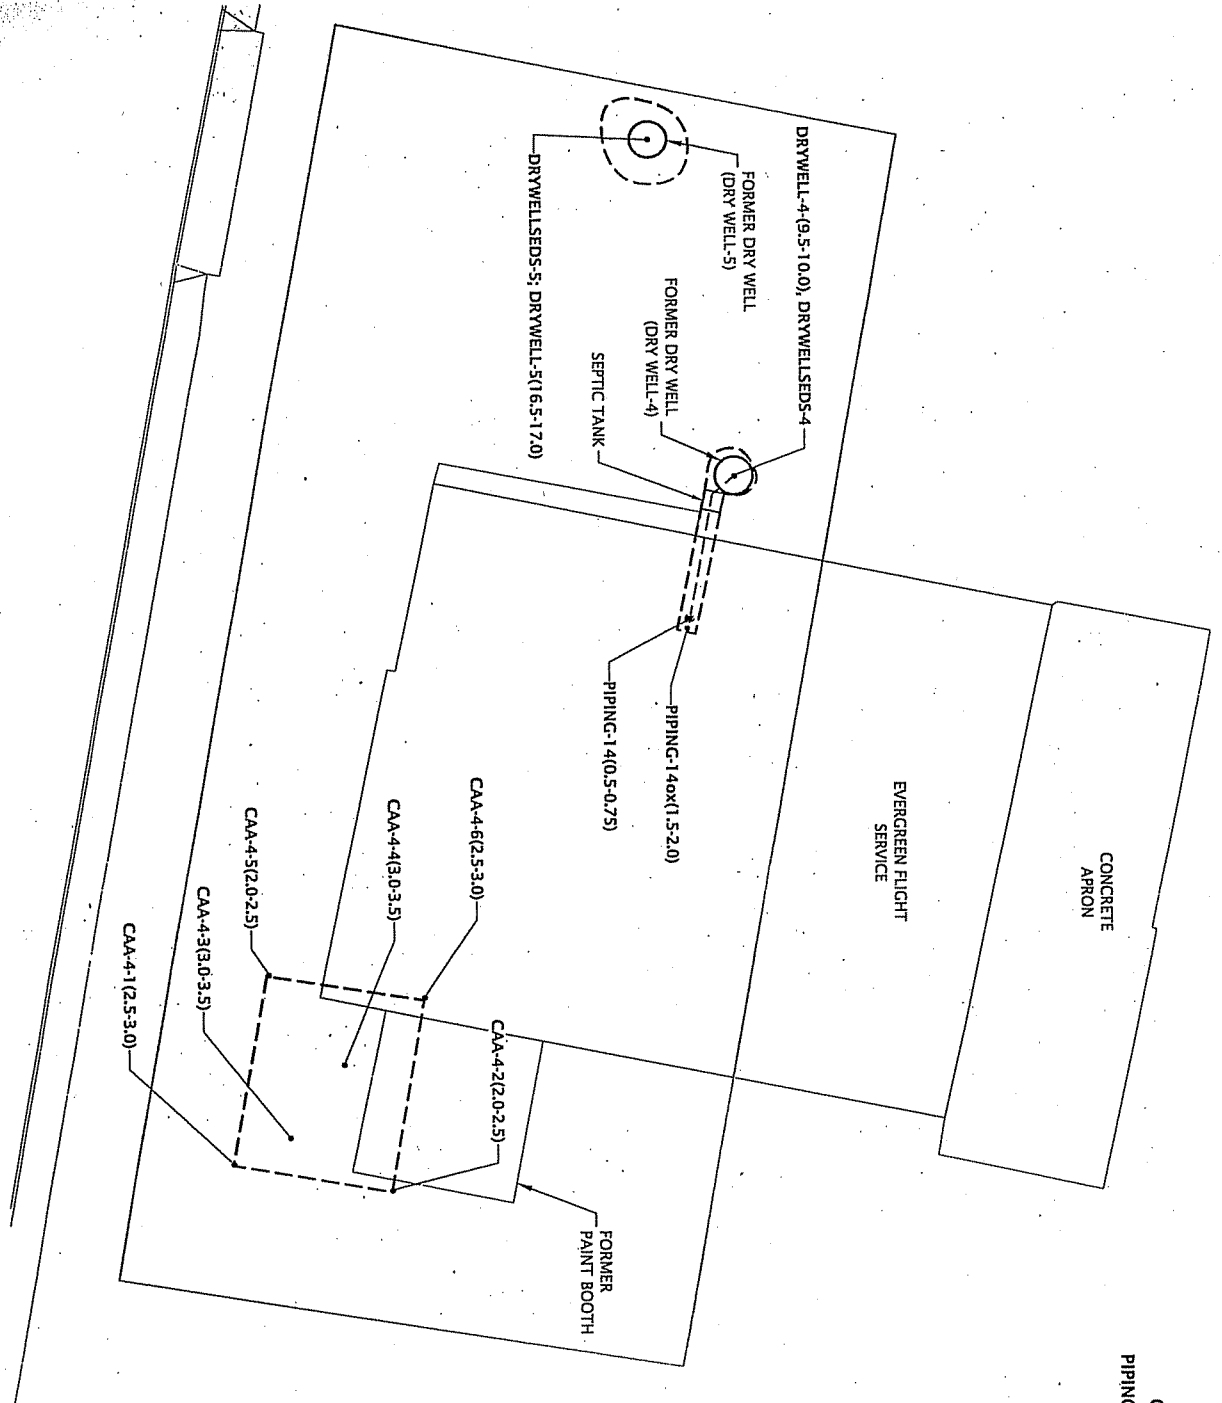 CONCRETE
APRON
EVERGREEN FLIGHT
SERVICE
DRYWELL-4-(9.5-10.0), DRYWELLSEDS-4
FORMER DRY WELL
(DRY WELL-5)
FORMER DRY WELL
(DRY WELL-4)
SEPTIC TANK
DRYWELLSEDS-5; DRYWELL-5(16.5-17.0)
PIPING-14ox(1.5-2.0)
PIPING-14(0.5-0.75)
CAA-4-6(2.5-3.0)
CAA-4-4(3.0-3.5)
CAA-4-5(2.0-2.5)
CAA-4-3(3.0-3.5)
CAA-4-1(2.5-3.0)
CAA-4-2(2.0-2.5)
FORMER
PAINT BOOTH